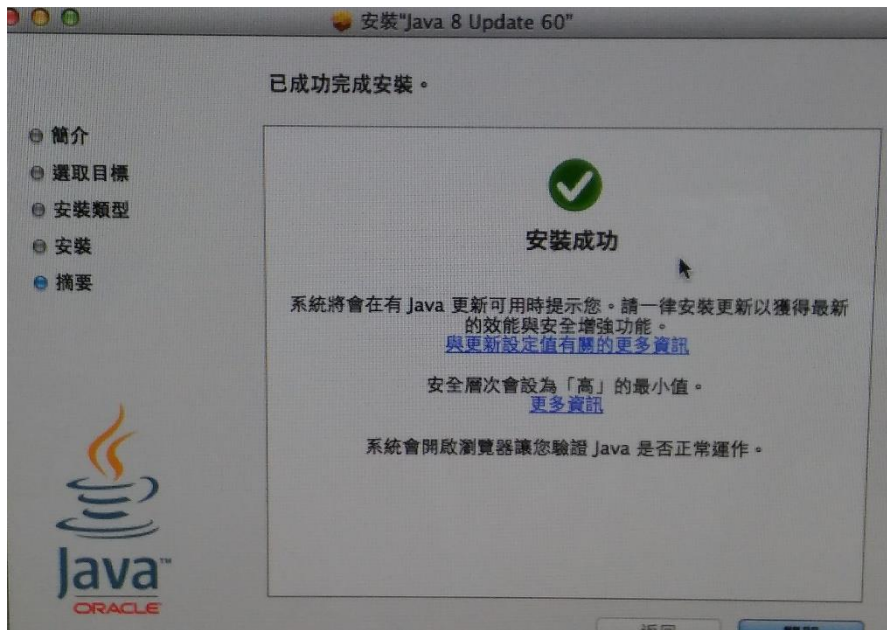 安裝"Java 8 Update 60"
已成功完成安裝。
簡介
選取目標
安裝類型
安裝
摘要
安裝成功
系統將會在有 Java 更新可用時提示您。請一律安裝更新以獲得最新
的效能與安全增強功能。
與更新設定值有關的更多資訊
安全層次會設為「高」的最小值。
更多資訊
系統會開啟瀏覽器讓您驗證 Java 是否正常運作。
Java™
ORACLE